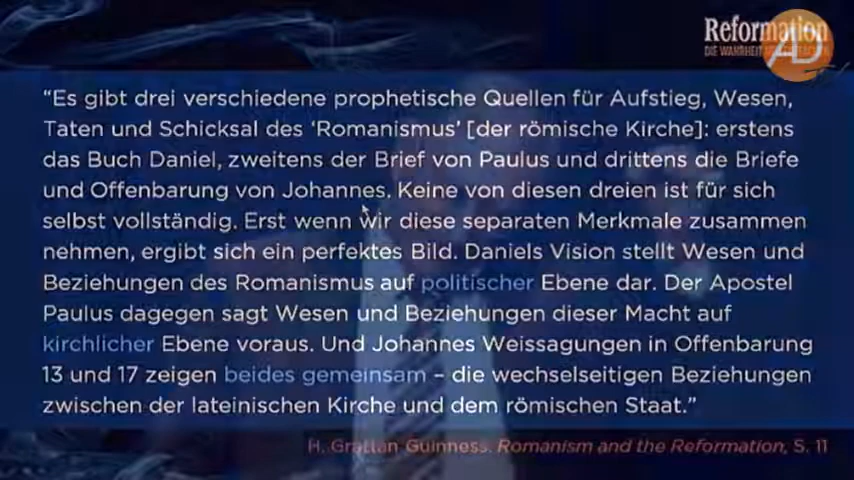 Reformation
DIE WAHRHEIT
AD
“Es gibt drei verschiedene prophetische Quellen für Aufstieg, Wesen,
Taten und Schicksal des ‘Romanismus’ [der römische Kirche]: erstens
das Buch Daniel, zweitens der Brief von Paulus und drittens die Briefe
und Offenbarung von Johannes. Keine von diesen dreien ist für sich
selbst vollständig. Erst wenn wir diese separaten Merkmale zusammen
nehmen, ergibt sich ein perfektes Bild. Daniels Vision stellt Wesen und
Beziehungen des Romanismus auf politischer Ebene dar. Der Apostel
Paulus dagegen sagt Wesen und Beziehungen dieser Macht auf
kirchlicher Ebene voraus. Und Johannes Weissagungen in Offenbarung
13 und 17 zeigen beides gemeinsam – die wechselseitigen Beziehungen
zwischen der lateinischen Kirche und dem römischen Staat.”
H. Grattan Guinness. Romanism and the Reformation, S. 11